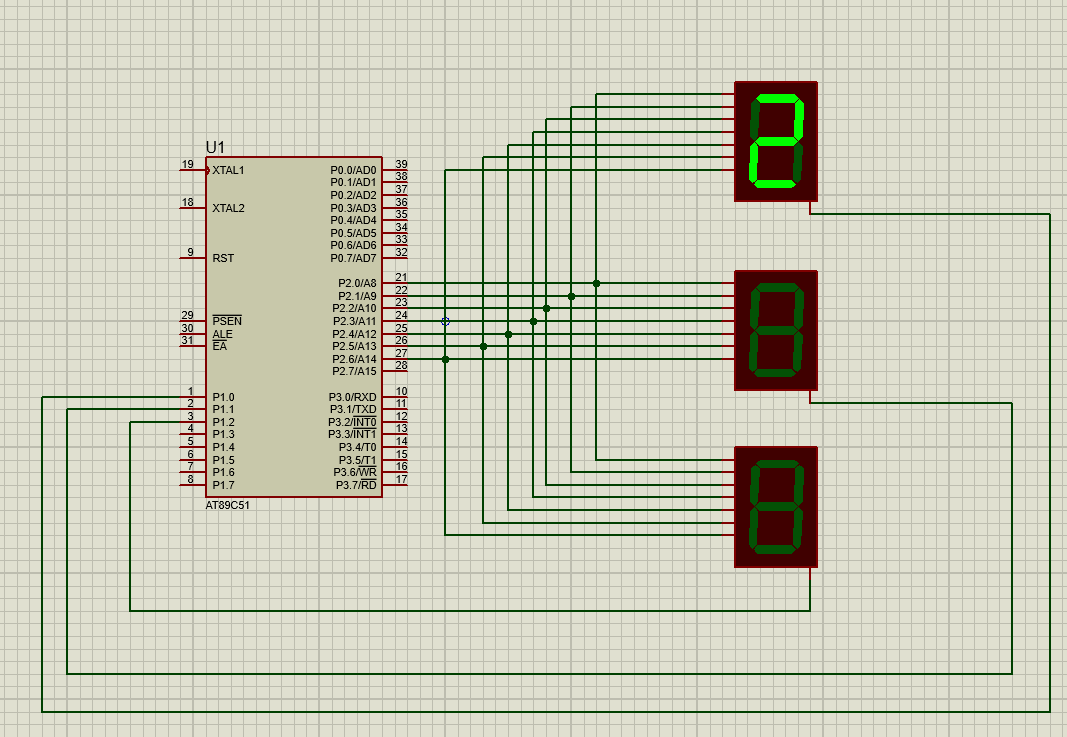 U1
19 XTAL1 P0.0/AD0 39
P0.1/AD1 38
P0.2/AD2 37
18 XTAL2 P0.3/AD3 36
P0.4/AD4 35
P0.5/AD5 34
P0.6/AD6 33
9 RST P0.7/AD7 32
P2.0/A8 21
P2.1/A9 22
P2.2/A10 23
29 PSEN P2.3/A11 24
30 ALE P2.4/A12 25
31 EA P2.5/A13 26
P2.6/A14 27
P2.7/A15 28
1 P1.0 P3.0/RXD 10
2 P1.1 P3.1/TXD 11
3 P1.2 P3.2/INT0 12
4 P1.3 P3.3/INT1 13
5 P1.4 P3.4/T0 14
6 P1.5 P3.5/T1 15
7 P1.6 P3.6/WR 16
8 P1.7 P3.7/RD 17
AT89C51
2
8
8